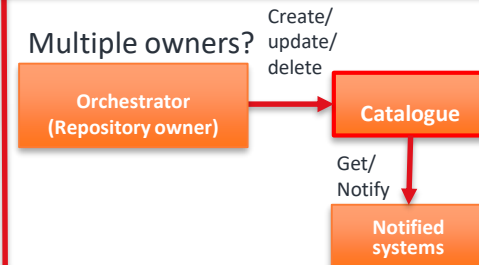 Create/
update/
delete
Multiple owners?
Orchestrator
(Repository owner)
Catalogue
Get/
Notify
Notified
systems